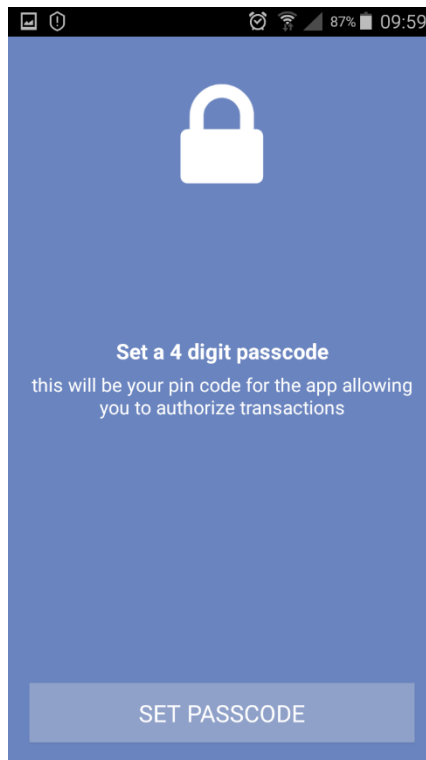 87% 09:59
Set a 4 digit passcode
this will be your pin code for the app allowing
you to authorize transactions
SET PASSCODE